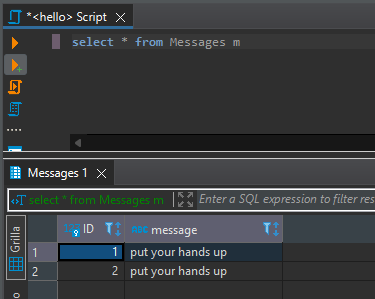 *<hello> Script
select * from Messages m
Messages 1
select * from Messages m Enter a SQL expression to filter res
Grilla
ID message
1 1 put your hands up
2 2 put your hands up